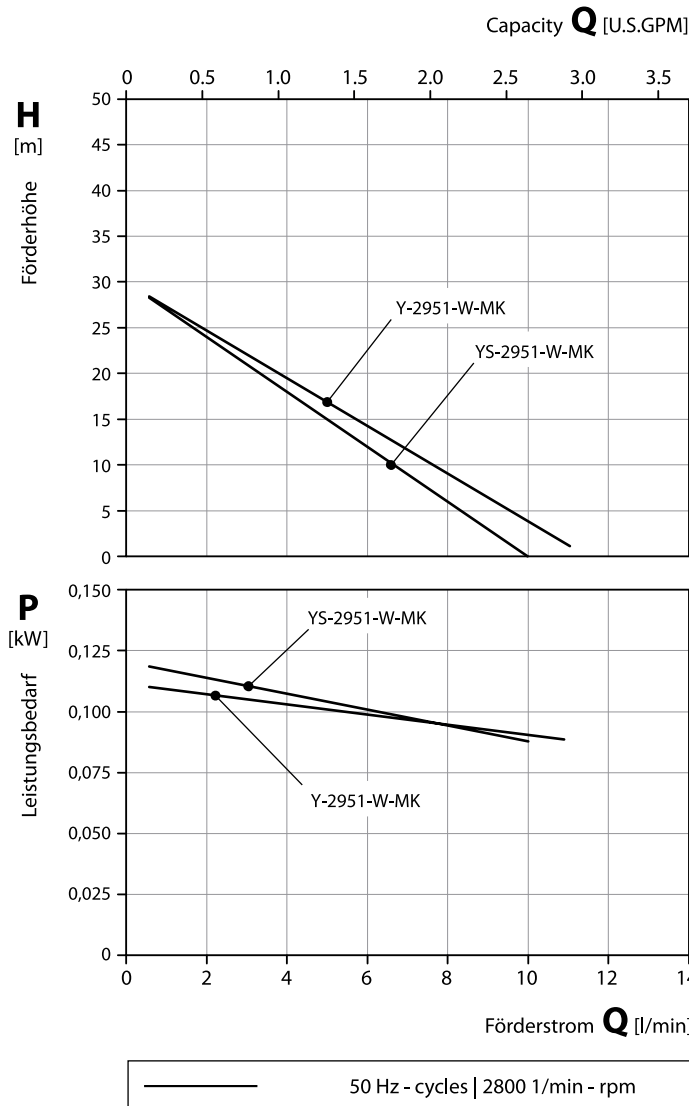 Capacity Q [U.S.GPM]
0 0.5 1.0 1.5 2.0 2.5 3.0 3.5
H
[m]
Förderhöhe
50
45
40
35
30
25
20
15
10
5
0
Y-2951-W-MK
YS-2951-W-MK
P
[kW]
Leistungsbedarf
0,150
0,125
0,100
0,075
0,050
0,025
0
YS-2951-W-MK
Y-2951-W-MK
0 2 4 6 8 10 12 14
Förderstrom Q [l/min]
50 Hz - cycles | 2800 1/min - rpm